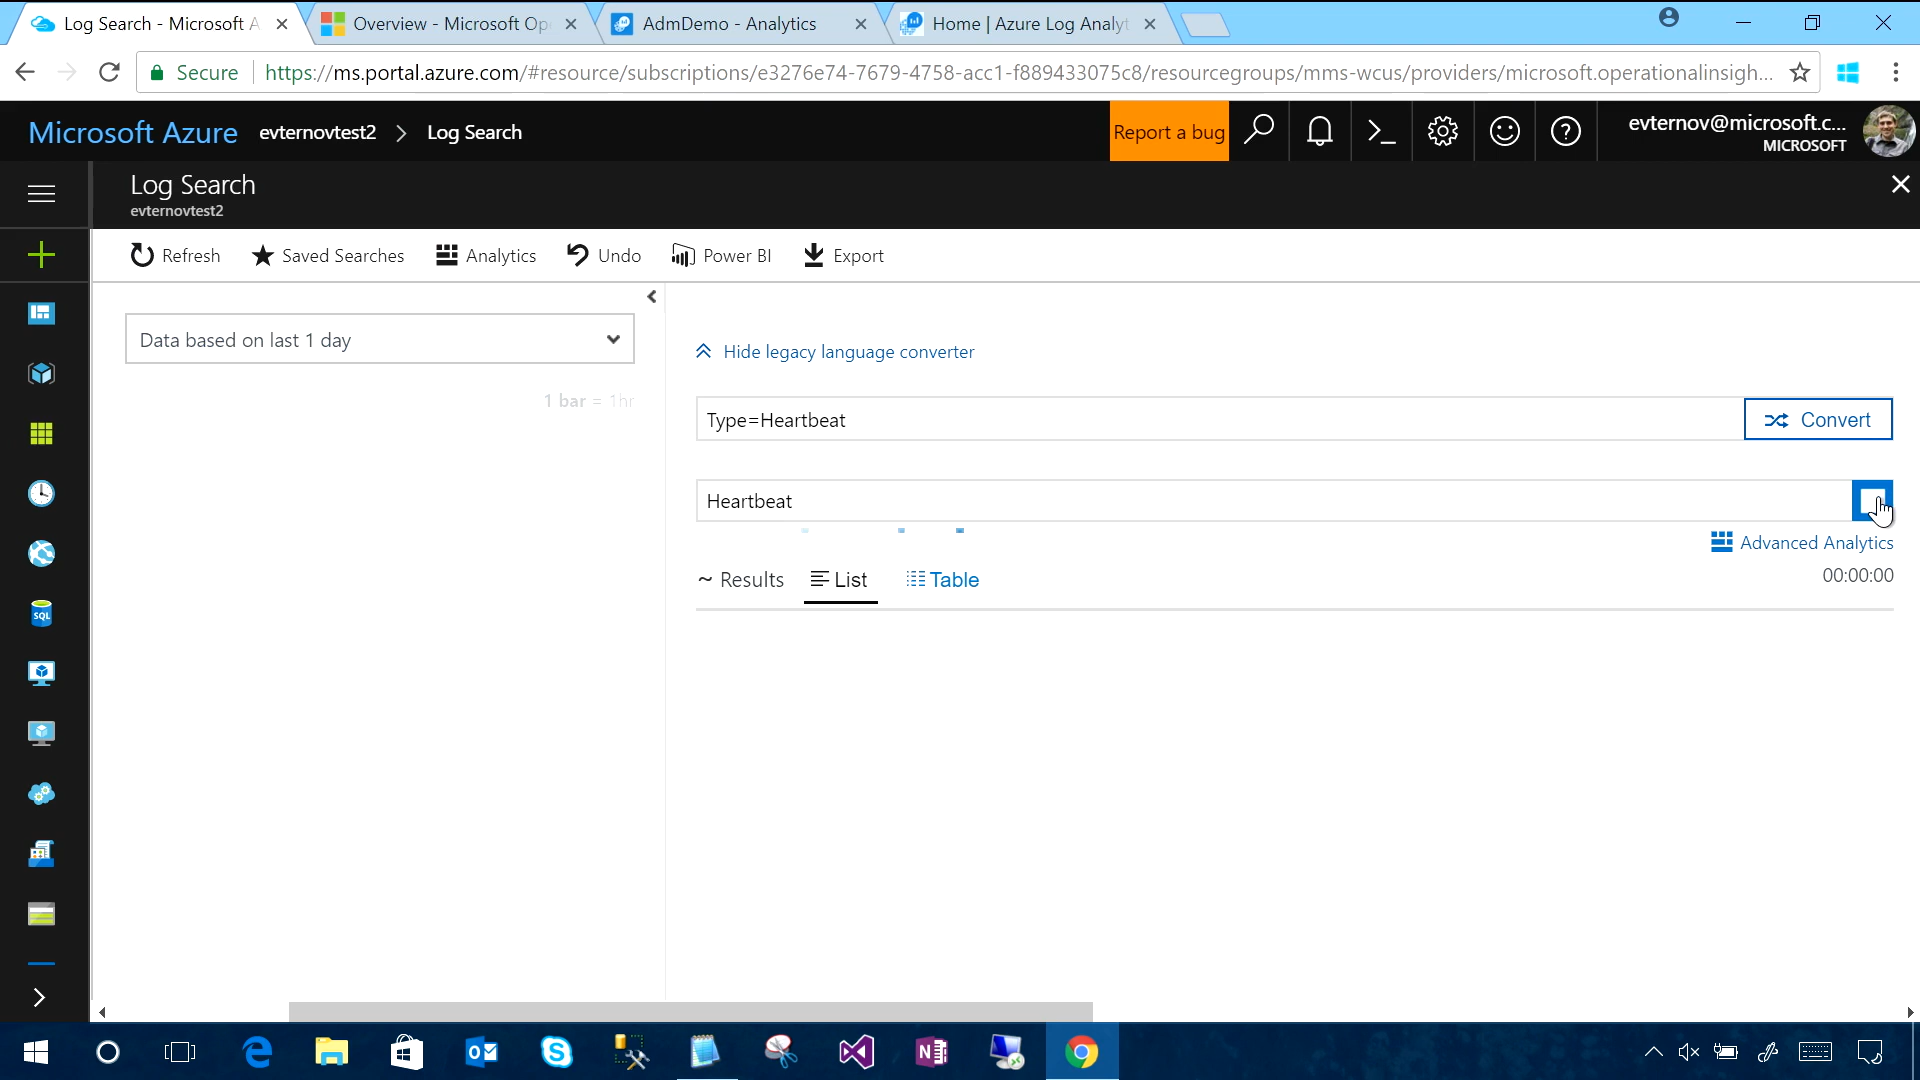 Log Search - Microsoft A
Overview - Microsoft Op
AdmDemo - Analytics
Home | Azure Log Analyt
Secure
https://ms.portal.azure.com/#resource/subscriptions/e3276e74-7679-4758-acc1-f889433075c8/resourcegroups/mms-wcus/providers/microsoft.operationalinsigh...
Microsoft Azure evternovtest2 > Log Search
Report a bug
evternov@microsoft.c...
MICROSOFT
Log Search
evternovtest2
Refresh
Saved Searches
Analytics
Undo
Power BI
Export
Data based on last 1 day
1 bar = 1hr
Hide legacy language converter
Type=Heartbeat
Convert
Heartbeat
Advanced Analytics
~ Results
List
Table
00:00:00
SQL